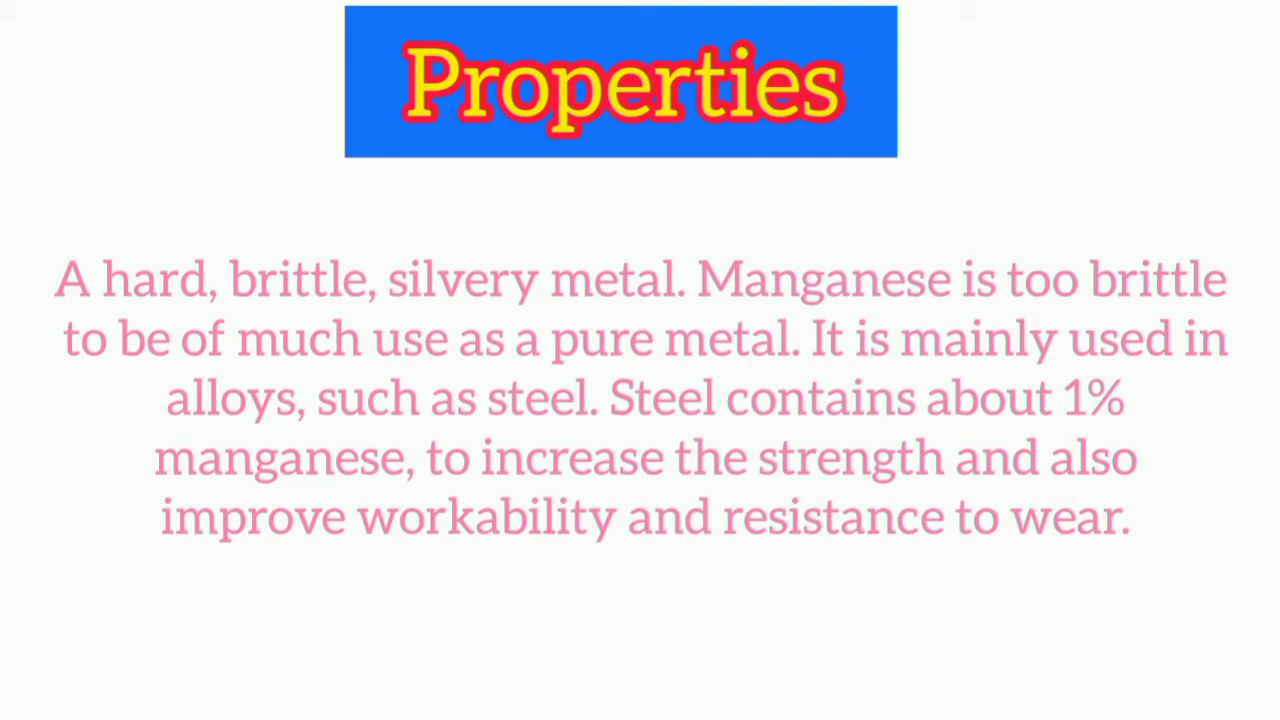 Properties
A hard, brittle, silvery metal. Manganese is too brittle
to be of much use as a pure metal. It is mainly used in
alloys, such as steel. Steel contains about 1%
manganese, to increase the strength and also
improve workability and resistance to wear.